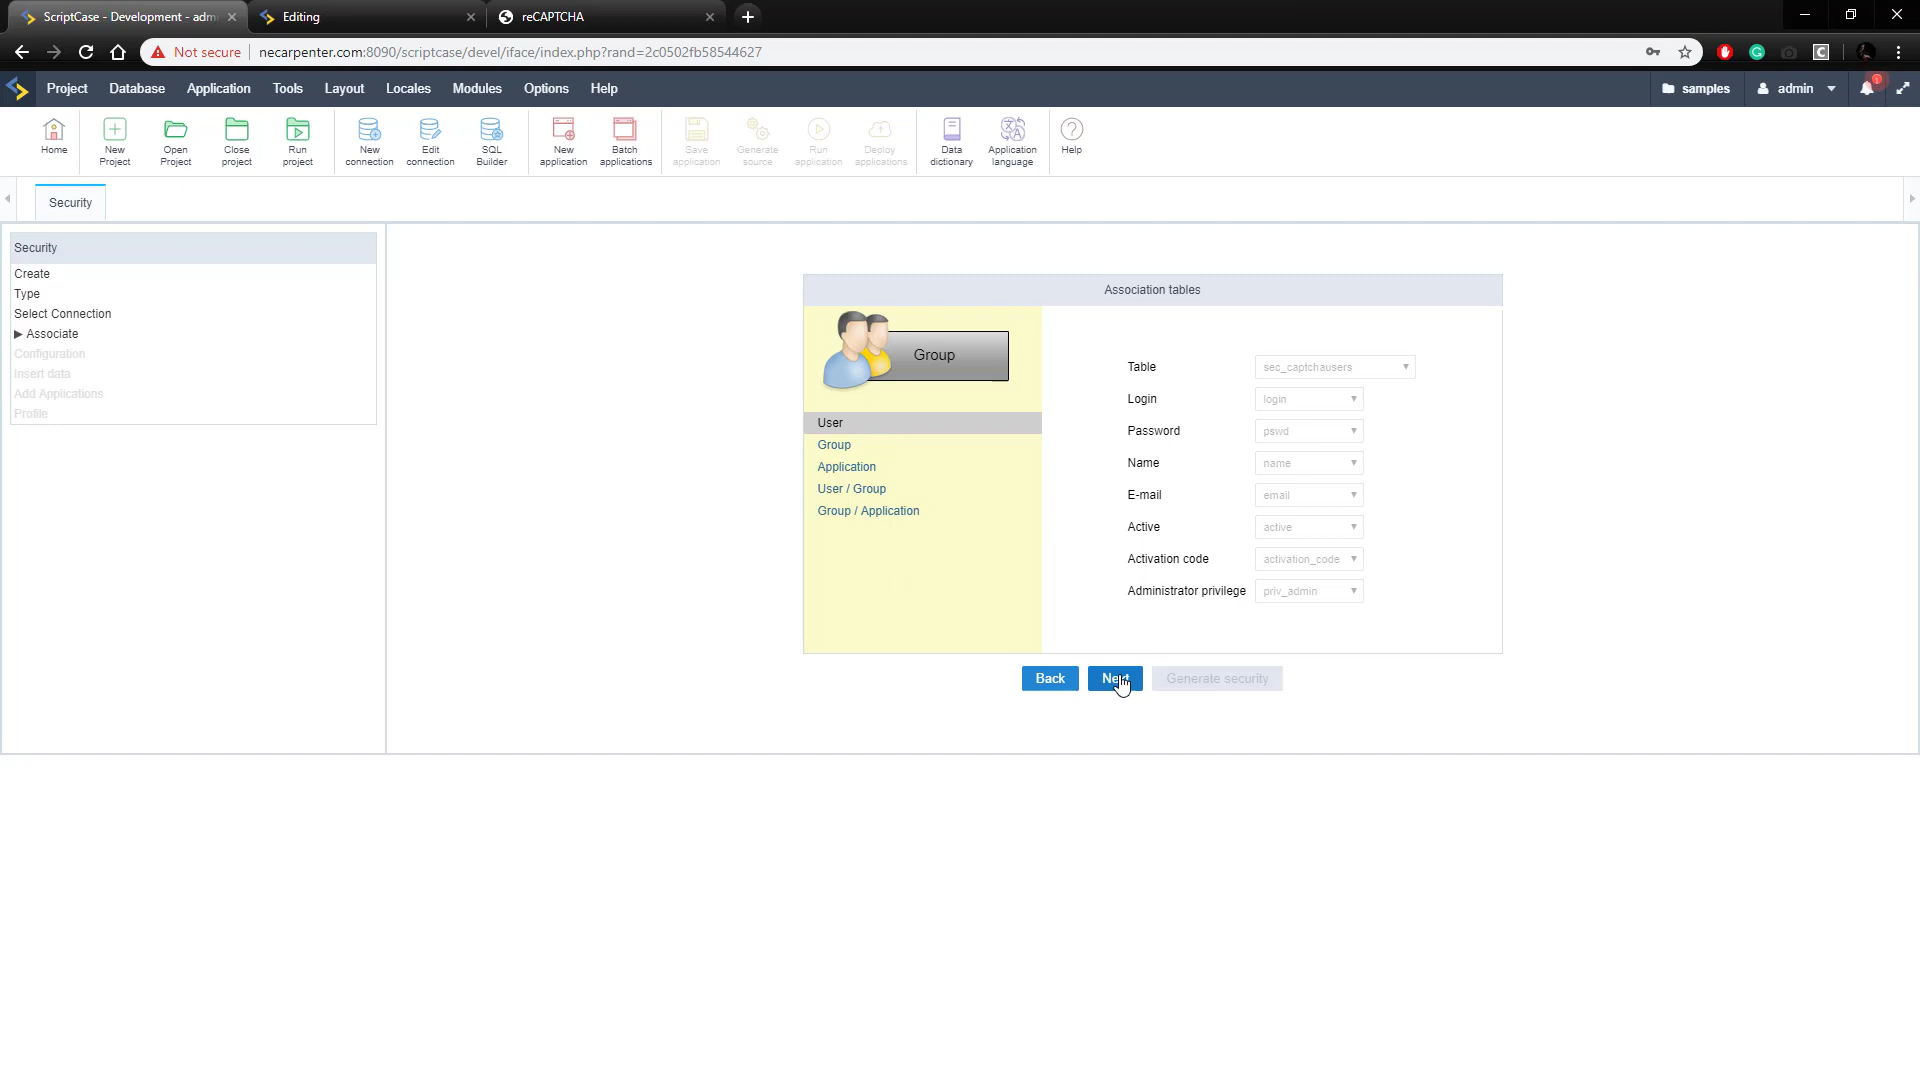 ScriptCase - Development - adm
Editing
reCAPTCHA
Not secure
necarpenter.com:8090/scriptcase/devel/iface/index.php?rand=2c0502fb58544627
Project
Database
Application
Tools
Layout
Locales
Modules
Options
Help
samples
admin
1
Home
New
Project
Open
Project
Close
project
Run
project
New
connection
Edit
connection
SQL
Builder
New
application
Batch
applications
Save
application
Generate
source
Run
application
Deploy
applications
Data
dictionary
Application
language
Help
Security
Security
Create
Type
Select Connection
▶ Associate
Configuration
Insert data
Add Applications
Profile
Association tables
Group
User
Group
Application
User / Group
Group / Application
Table sec_captchausers
Login login
Password pswd
Name name
E-mail email
Active active
Activation code activation_code
Administrator privilege priv_admin
Back
Next
Generate security